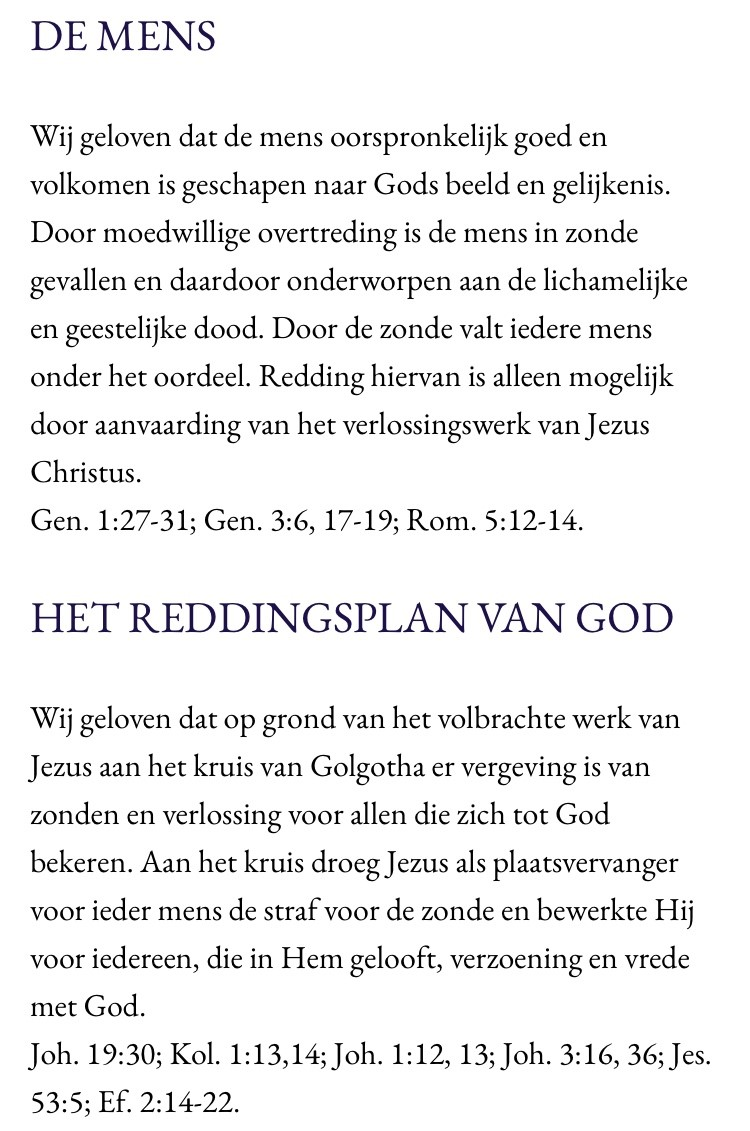 DE MENS
Wij geloven dat de mens oorspronkelijk goed en
volkomen is geschapen naar Gods beeld en gelijkenis.
Door moedwillige overtreding is de mens in zonde
gevallen en daardoor onderworpen aan de lichamelijke
en geestelijke dood. Door de zonde valt iedere mens
onder het oordeel. Redding hiervan is alleen mogelijk
door aanvaarding van het verlossingswerk van Jezus
Christus.
Gen. 1:27-31; Gen. 3:6, 17-19; Rom. 5:12-14.
HET REDDINGSPLAN VAN GOD
Wij geloven dat op grond van het volbrachte werk van
Jezus aan het kruis van Golgotha er vergeving is van
zonden en verlossing voor allen die zich tot God
bekeren. Aan het kruis droeg Jezus als plaatsvervanger
voor ieder mens de straf voor de zonde en bewerkte Hij
voor iedereen, die in Hem gelooft, verzoening en vrede
met God.
Joh. 19:30; Kol. 1:13,14; Joh. 1:12, 13; Joh. 3:16, 36; Jes.
53:5; Ef. 2:14-22.